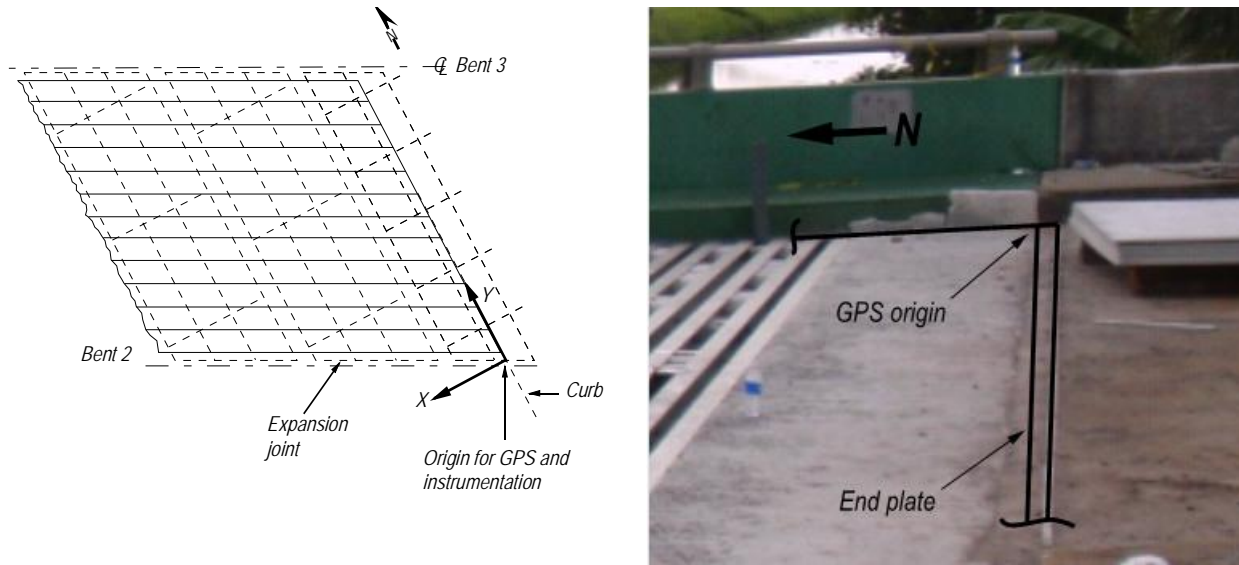 N
℄ Bent 3
Y
Bent 2
X
Curb
Expansion
joint
Origin for GPS and
instrumentation
N
GPS origin
End plate